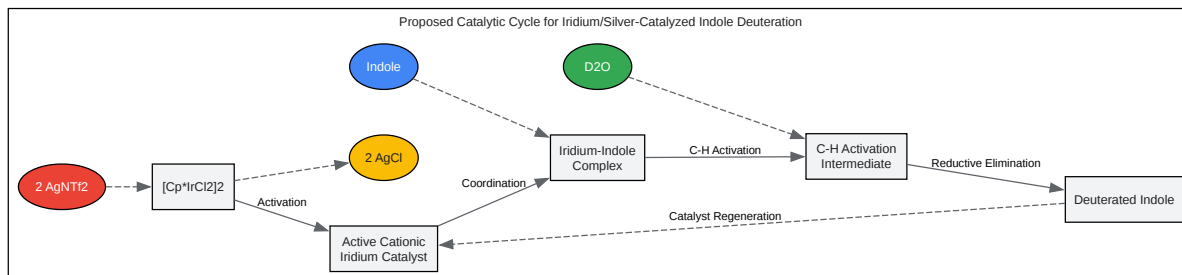 Proposed Catalytic Cycle for Iridium/Silver-Catalyzed Indole Deuteration
Indole
D2O
2 AgNTf2
[Cp*IrCl2]2
2 AgCl
Activation
Active Cationic
Iridium Catalyst
Coordination
Iridium-Indole
Complex
C-H Activation
C-H Activation
Intermediate
Reductive Elimination
Deuterated Indole
Catalyst Regeneration